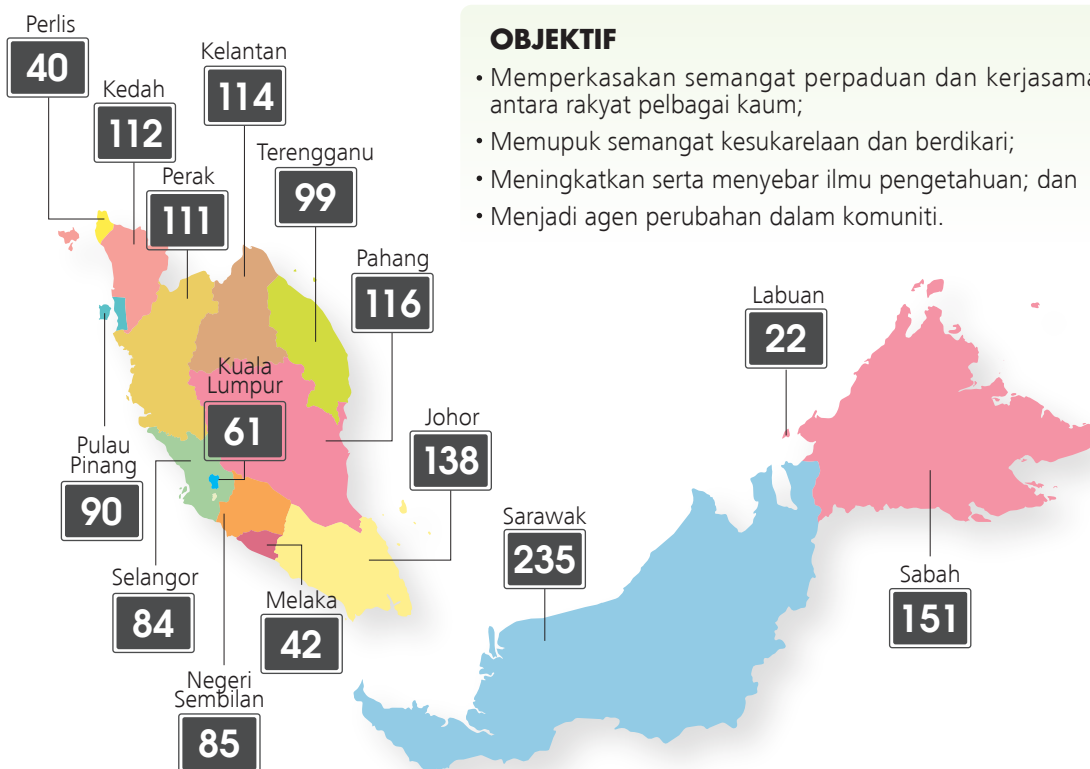 OBJEKTIF
• Memperkasakan semangat perpaduan dan kerjasama
antara rakyat pelbagai kaum;
• Memupuk semangat kesukarelaan dan berdikari;
• Meningkatkan serta menyebar ilmu pengetahuan; dan
• Menjadi agen perubahan dalam komuniti.
Perlis
40
Kedah
112
Perak
111
Kelantan
114
Terengganu
99
Pahang
116
Kuala
Lumpur
61
Johor
138
Pulau
Pinang
90
Selangor
84
Melaka
42
Negeri
Sembilan
85
Labuan
22
Sarawak
235
Sabah
151